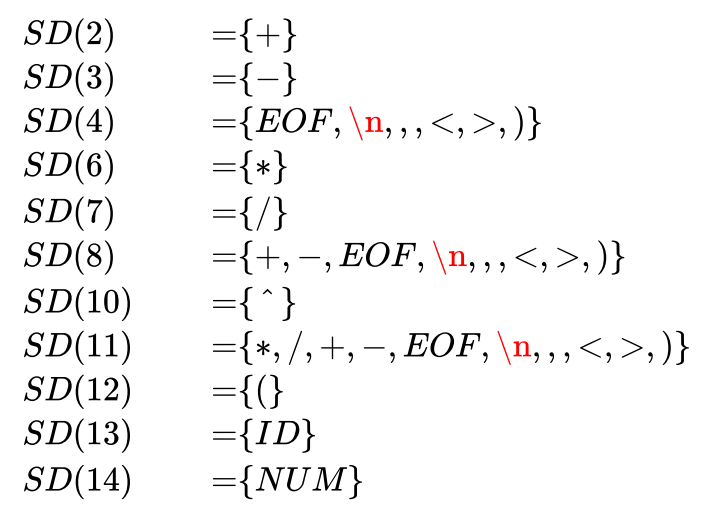 SD(2) ={+}
SD(3) ={−}
SD(4) ={EOF, \n, , , <, >, )}
SD(6) ={∗}
SD(7) ={/}
SD(8) ={+, −, EOF, \n, , , <, >, )}
SD(10) ={ˆ}
SD(11) ={∗, /, +, −, EOF, \n, , , <, >, )}
SD(12) ={(}
SD(13) ={ID}
SD(14) ={NUM}